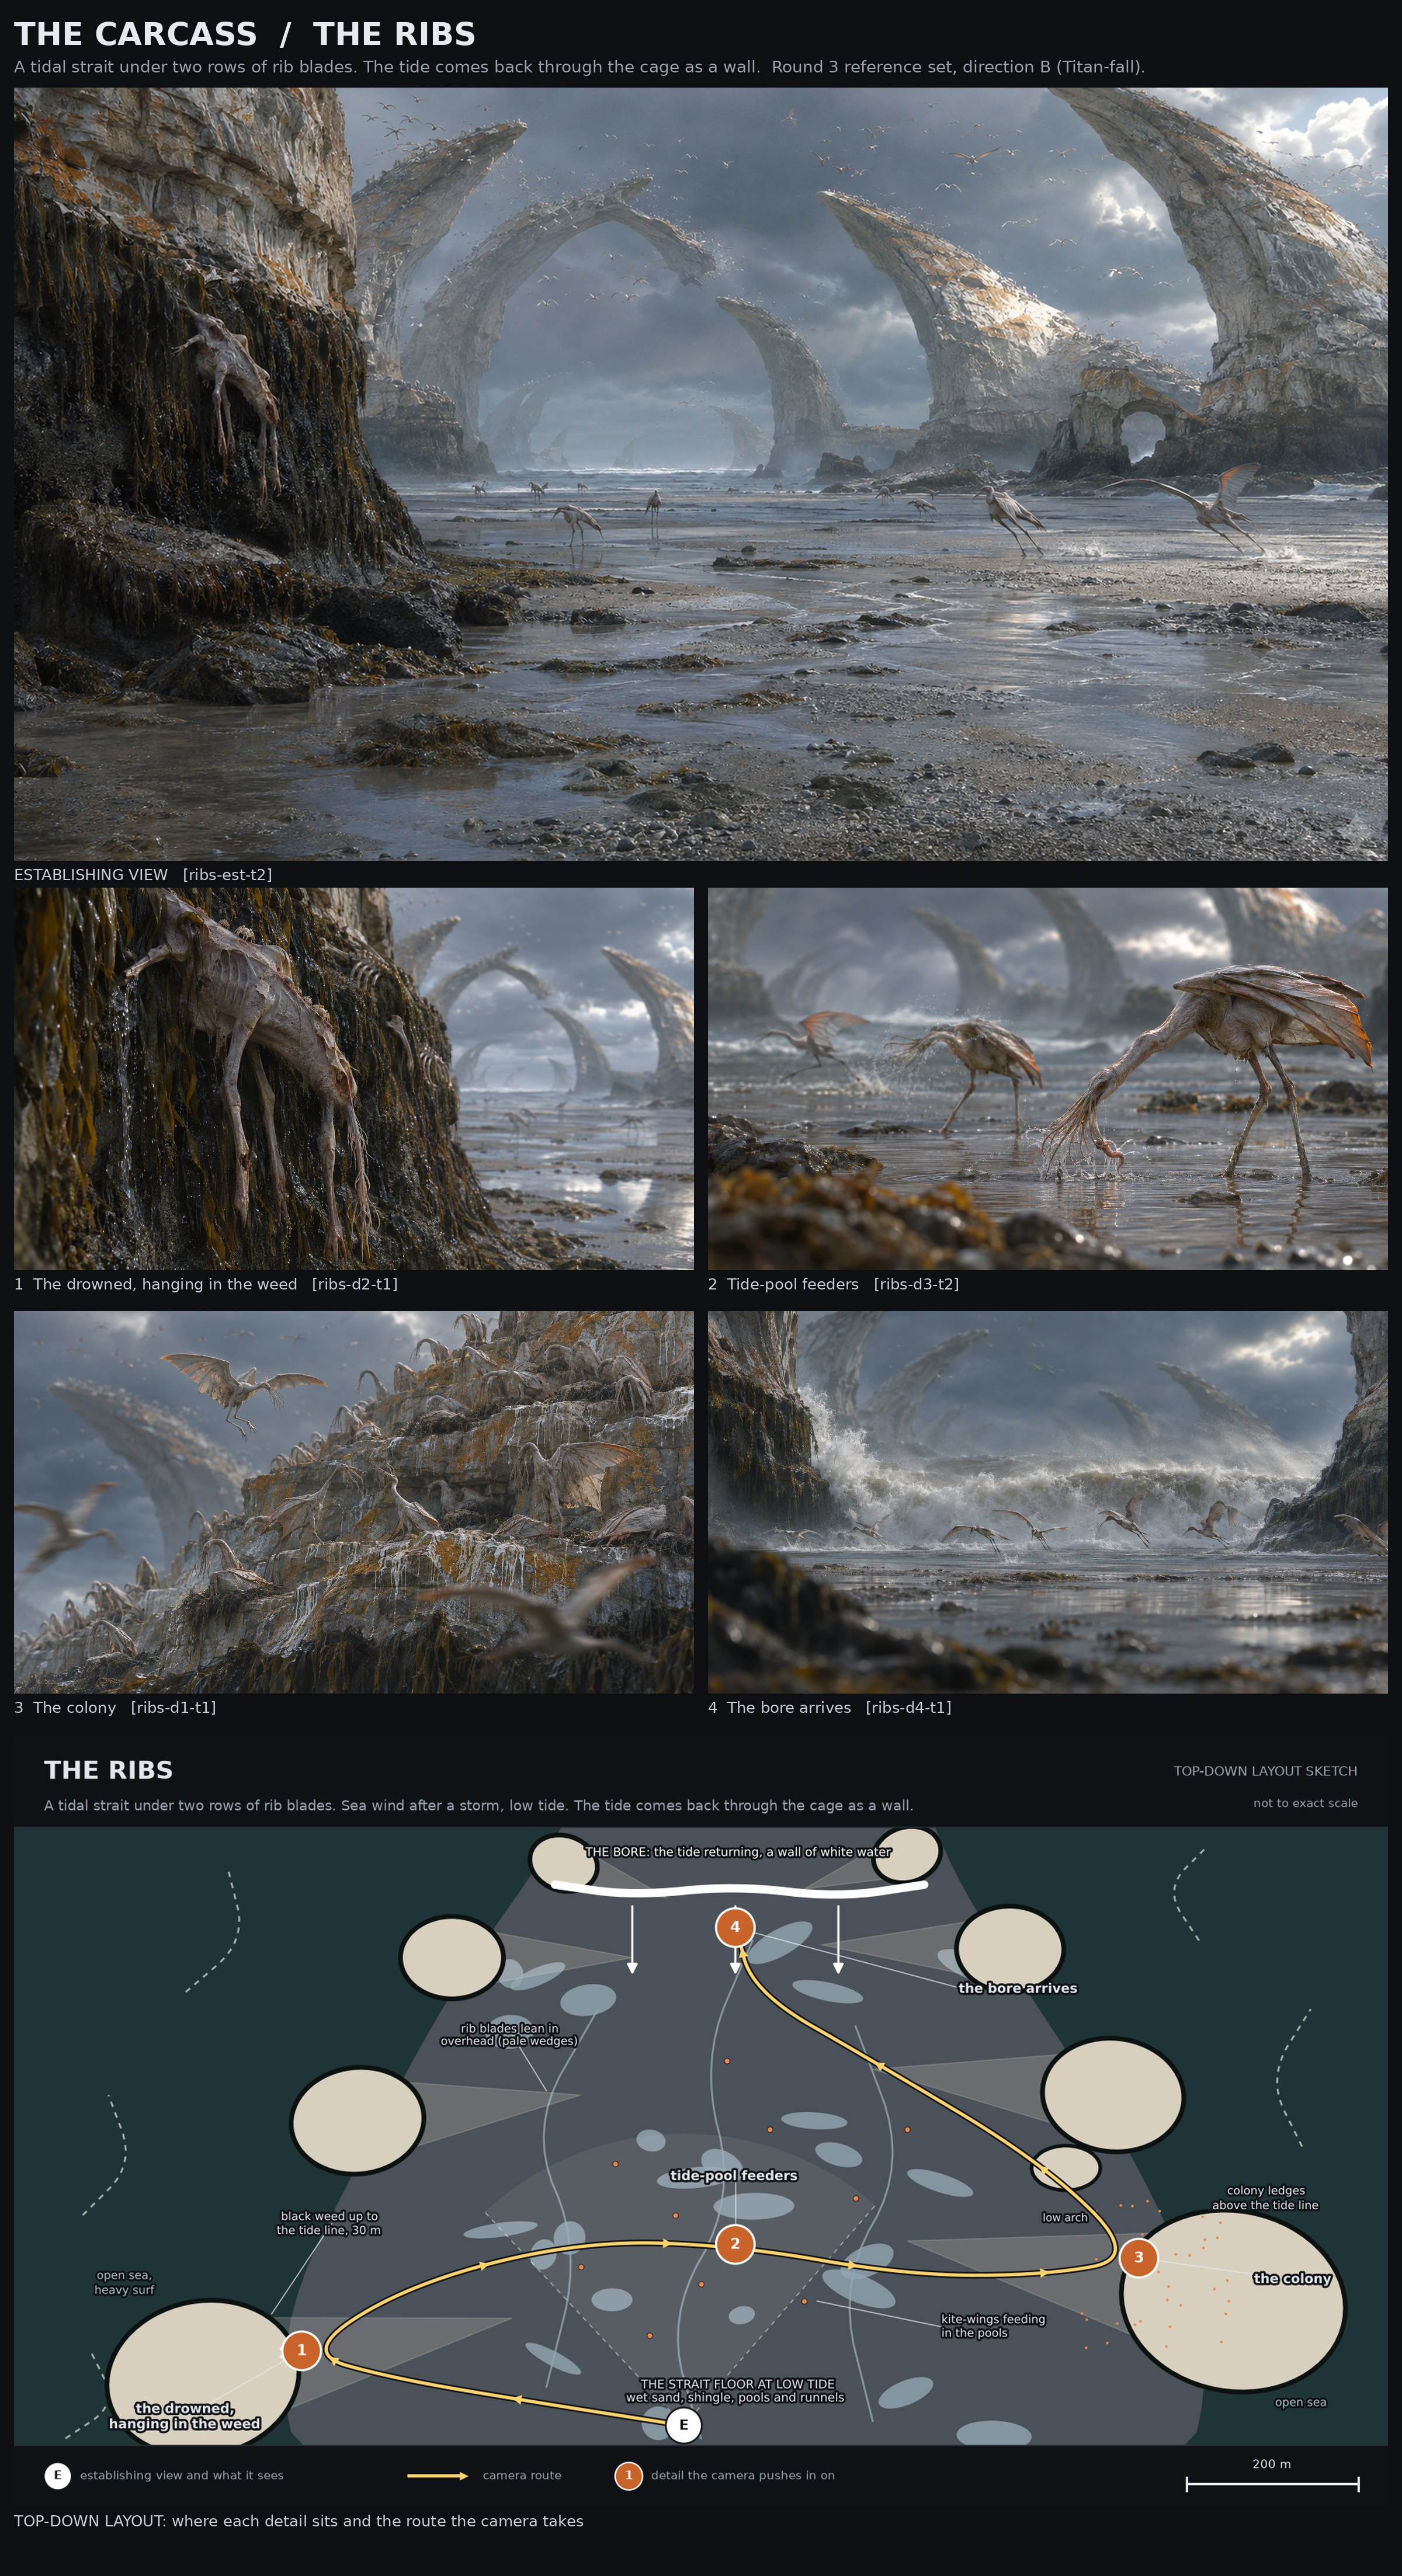 THE CARCASS / THE RIBS
A tidal strait under two rows of rib blades. The tide comes back through the cage as a wall. Round 3 reference set, direction B (Titan-fall).
ESTABLISHING VIEW [ribs-est-t2]
1 The drowned, hanging in the weed [ribs-d2-t1]
2 Tide-pool feeders [ribs-d3-t2]
3 The colony [ribs-d1-t1]
4 The bore arrives [ribs-d4-t1]
THE RIBS
TOP-DOWN LAYOUT SKETCH
A tidal strait under two rows of rib blades. Sea wind after a storm, low tide. The tide comes back through the cage as a wall.
not to exact scale
THE BORE: the tide returning, a wall of white water
4
the bore arrives
rib blades lean in
overhead (pale wedges)
tide-pool feeders
colony ledges
above the tide line
black weed up to
the tide line, 30 m
low arch
2
3
open sea,
heavy surf
the colony
kite-wings feeding
in the pools
1
THE STRAIT FLOOR AT LOW TIDE
wet sand, shingle, pools and runnels
the drowned,
hanging in the weed
open sea
E
E establishing view and what it sees
camera route
1 detail the camera pushes in on
200 m
TOP-DOWN LAYOUT: where each detail sits and the route the camera takes